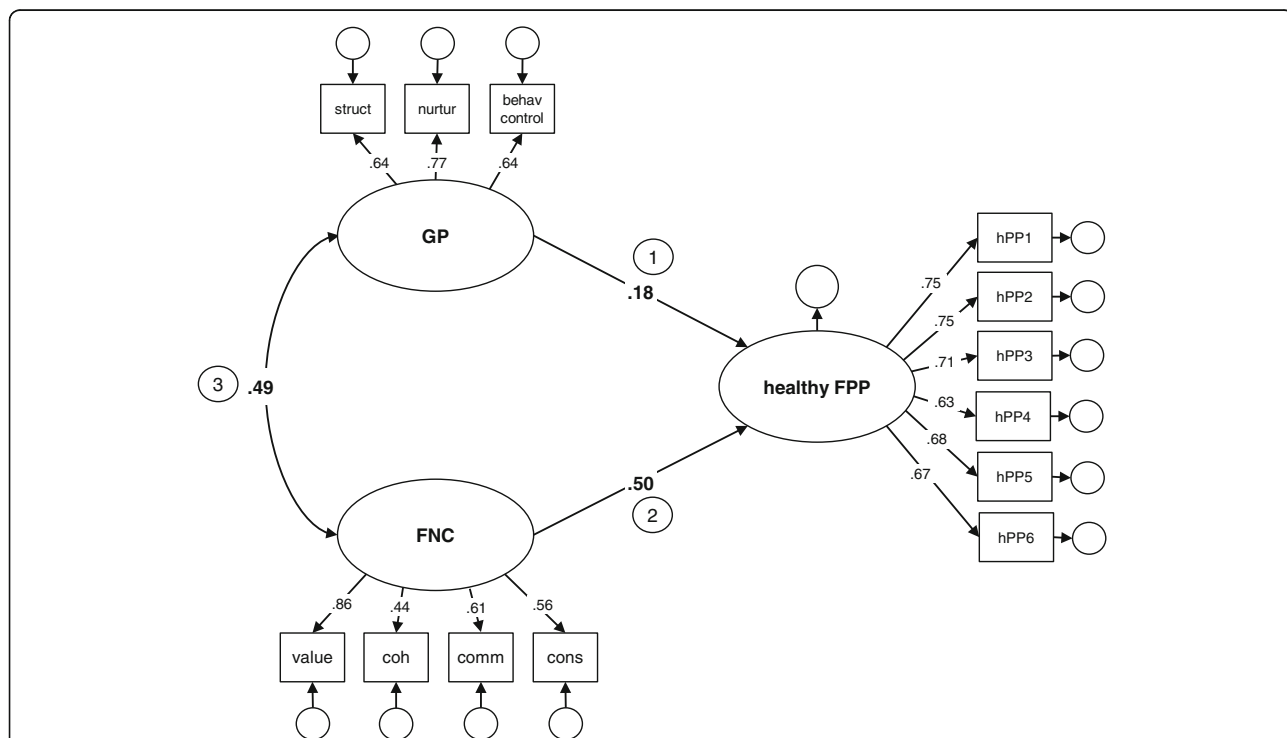 struct
nurtur
behav
control
.64
.77
.64
GP
1
.18
3
.49
healthy FPP
.75
.75
.71
.63
.68
.67
hPP1
hPP2
hPP3
hPP4
hPP5
hPP6
.50
2
FNC
.86
.44
.61
.56
value
coh
comm
cons